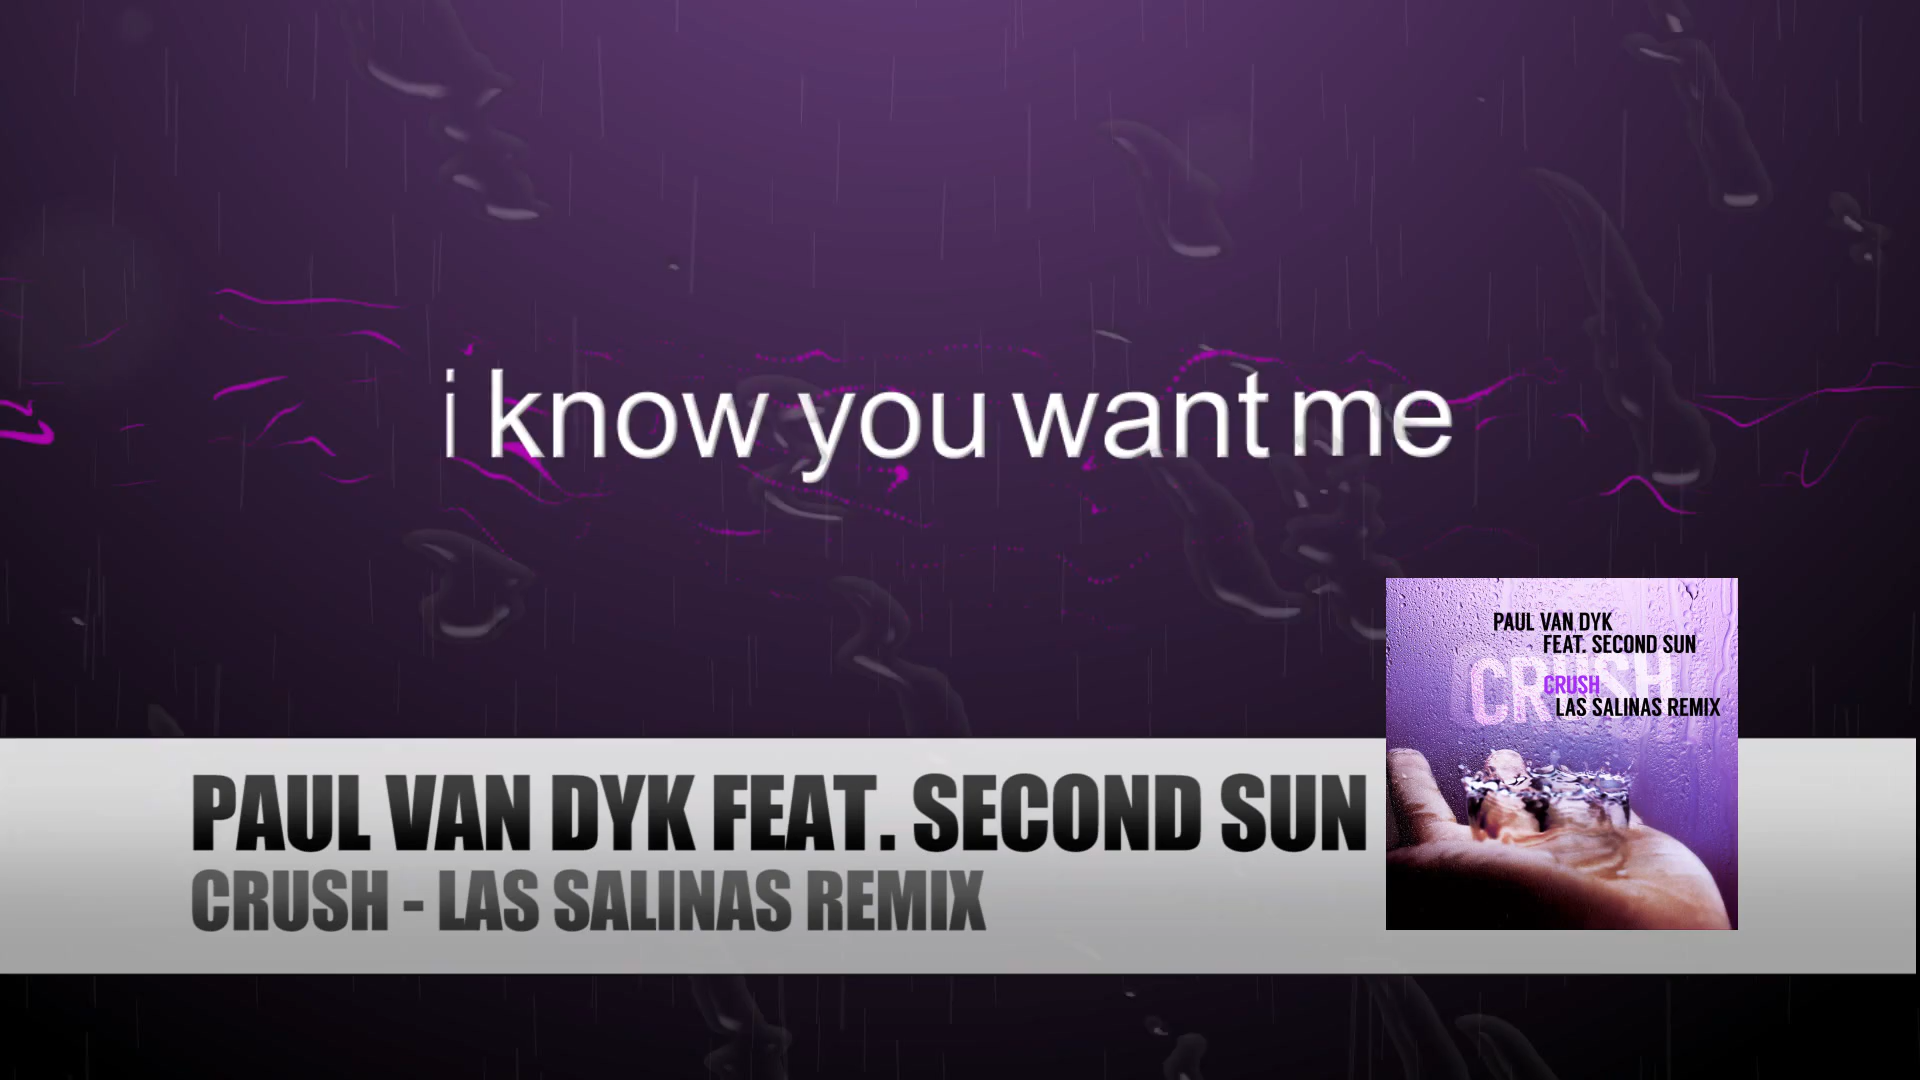 i know you want me
PAUL VAN DYK
FEAT. SECOND SUN
CRUSH
CRUSH
LAS SALINAS REMIX
PAUL VAN DYK FEAT. SECOND SUN
CRUSH - LAS SALINAS REMIX